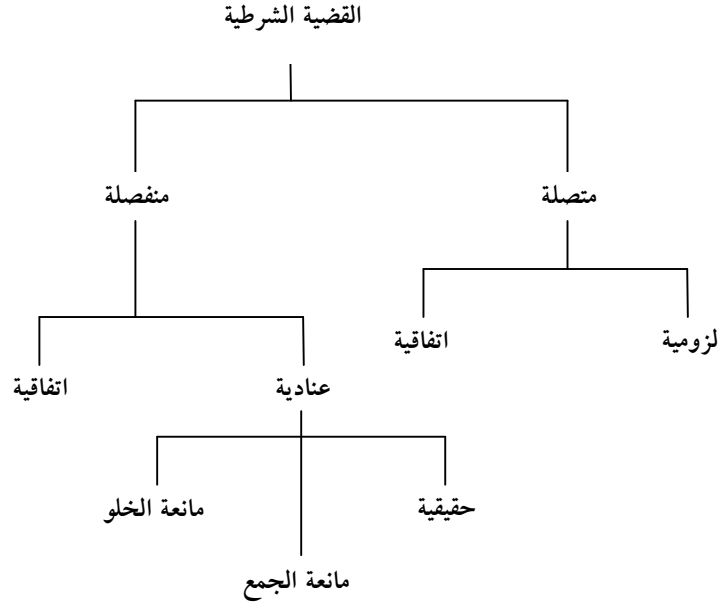 القضية الشرطية
متصلة
منفصلة
لزومية
اتفاقية
عنادية
اتفاقية
حقيقية
مانعة الخلو
مانعة الجمع